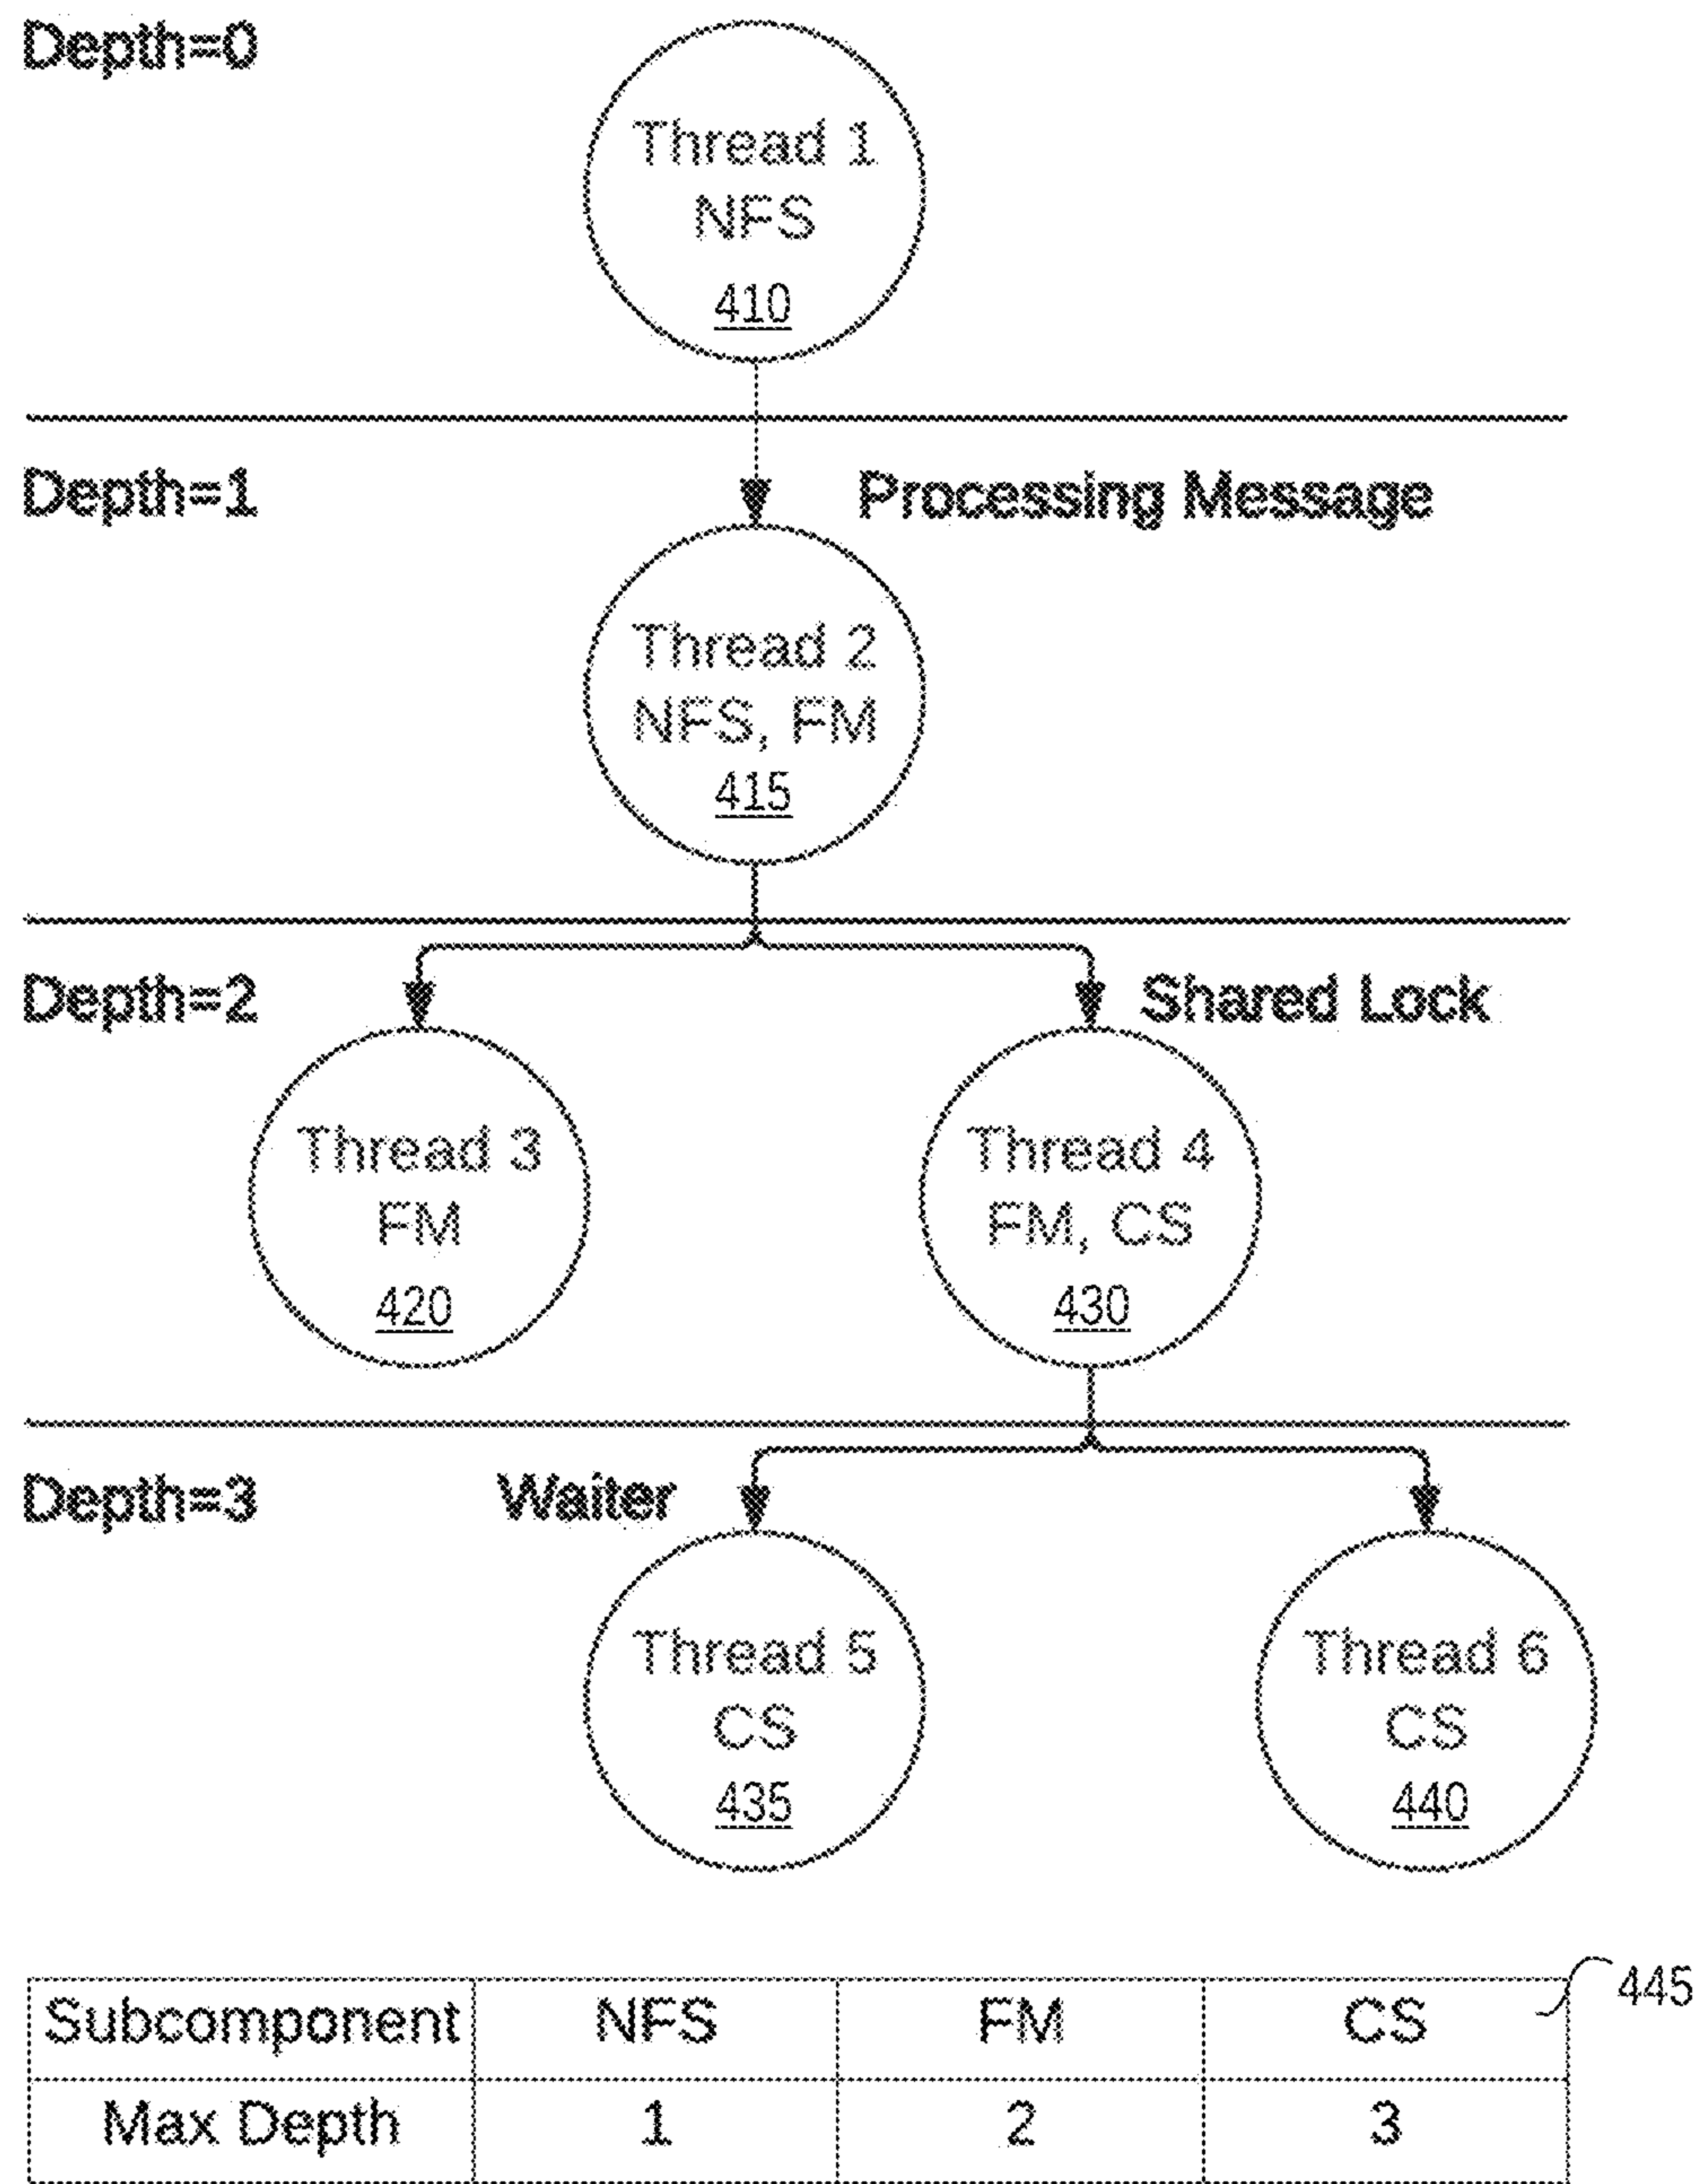 Depth=0
Thread 1
NFS
410
Depth=1
Processing Message
Thread 2
NFS, FM
415
Depth=2
Shared Lock
Thread 3
FM
420
Thread 4
FM, CS
430
Depth=3
Waiter
Thread 5
CS
435
Thread 6
CS
440
445
Subcomponent NFS FM CS
Max Depth 1 2 3